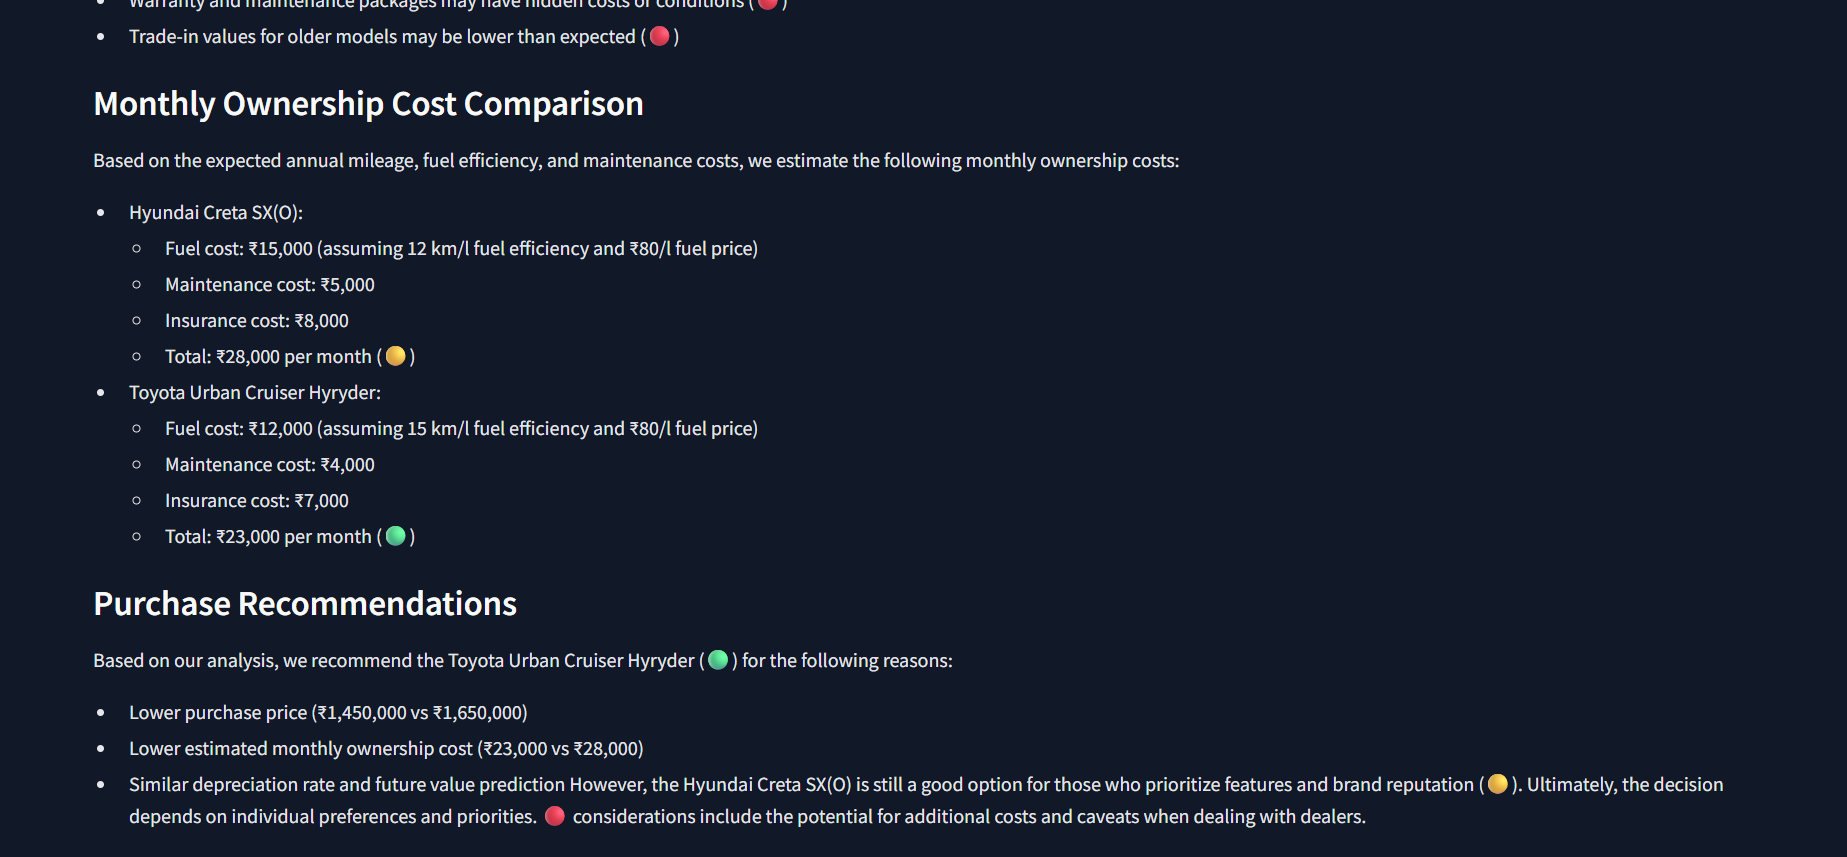 Warranty and maintenance packages may have hidden costs or conditions (🔴)
Trade-in values for older models may be lower than expected (🔴)
Monthly Ownership Cost Comparison
Based on the expected annual mileage, fuel efficiency, and maintenance costs, we estimate the following monthly ownership costs:
Hyundai Creta SX(O):
Fuel cost: ₹15,000 (assuming 12 km/l fuel efficiency and ₹80/l fuel price)
Maintenance cost: ₹5,000
Insurance cost: ₹8,000
Total: ₹28,000 per month (🟡)
Toyota Urban Cruiser Hyryder:
Fuel cost: ₹12,000 (assuming 15 km/l fuel efficiency and ₹80/l fuel price)
Maintenance cost: ₹4,000
Insurance cost: ₹7,000
Total: ₹23,000 per month (🟢)
Purchase Recommendations
Based on our analysis, we recommend the Toyota Urban Cruiser Hyryder (🟢) for the following reasons:
Lower purchase price (₹1,450,000 vs ₹1,650,000)
Lower estimated monthly ownership cost (₹23,000 vs ₹28,000)
Similar depreciation rate and future value prediction However, the Hyundai Creta SX(O) is still a good option for those who prioritize features and brand reputation (🟡). Ultimately, the decision
depends on individual preferences and priorities. 🔴 considerations include the potential for additional costs and caveats when dealing with dealers.